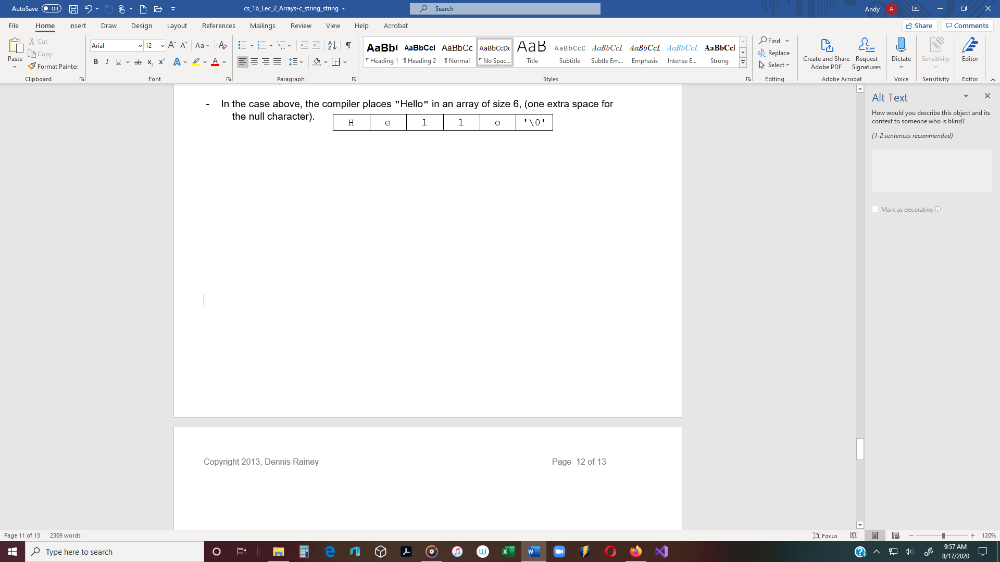 AutoSave Off cs_1b_Lec_2_Arrays-c_string_string Search Andy A
File Home Insert Draw Design Layout References Mailings Review View Help Acrobat Share Comments
Paste Cut Copy Format Painter
Arial 12 Aa
B I U ab x₂ x² A A
AaBb( AaBbCcI AaBbCc AaBbCcDc AaB AaBbCcD AaBbCcL AaBbCcL AaBbCcL AaBbCcI
¶ Heading 1 ¶ Heading 2 ¶ Normal ¶ No Spac... Title Subtitle Subtle Em... Emphasis Intense E... Strong
Find
Replace
Select
Create and Share Adobe PDF Request Signatures Dictate Sensitivity Editor
Clipboard Font Paragraph Styles Editing Adobe Acrobat Voice Sensitivity Editor
- In the case above, the compiler places "Hello" in an array of size 6, (one extra space for
the null character).
H e l l o '\0'
Copyright 2013, Dennis Rainey Page 12 of 13
Alt Text
How would you describe this object and its
context to someone who is blind?
(1-2 sentences recommended)
Mark as decorative
Page 11 of 13 2309 words Focus 120%
Type here to search
9:57 AM
8/17/2020